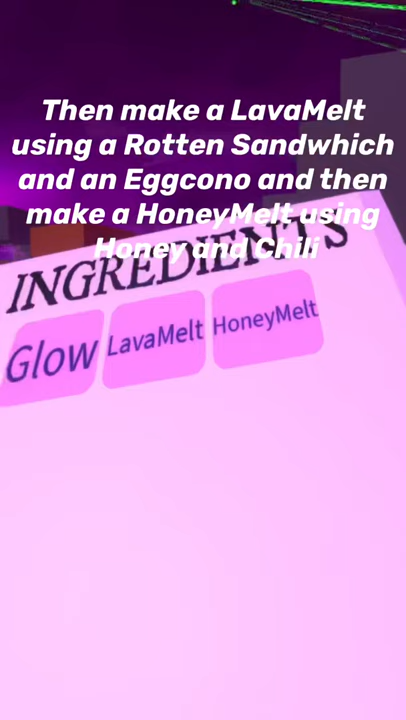 Then make a LavaMelt
using a Rotten Sandwhich
and an Eggcono and then
make a HoneyMelt using
Honey and Chili
INGREDIENTS
Glow LavaMelt HoneyMelt